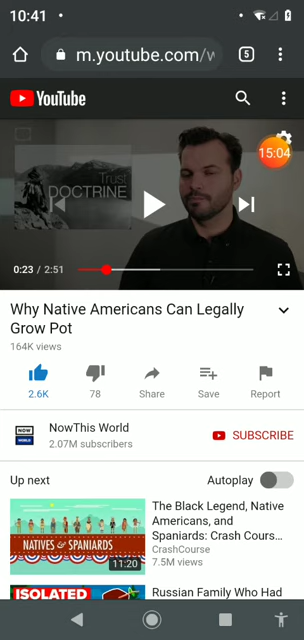 10:41
m.youtube.com/w
5
YouTube
15:04
Trust
DOCTRINE
0:23 / 2:51
Why Native Americans Can Legally
Grow Pot
164K views
2.6K
78
Share
Save
Report
NOW
WORLD
NowThis World
2.07M subscribers
SUBSCRIBE
Up next
Autoplay
NATIVES & SPANIARDS
11:20
The Black Legend, Native
Americans, and
Spaniards: Crash Cours...
CrashCourse
7.5M views
ISOLATED
Russian Family Who Had